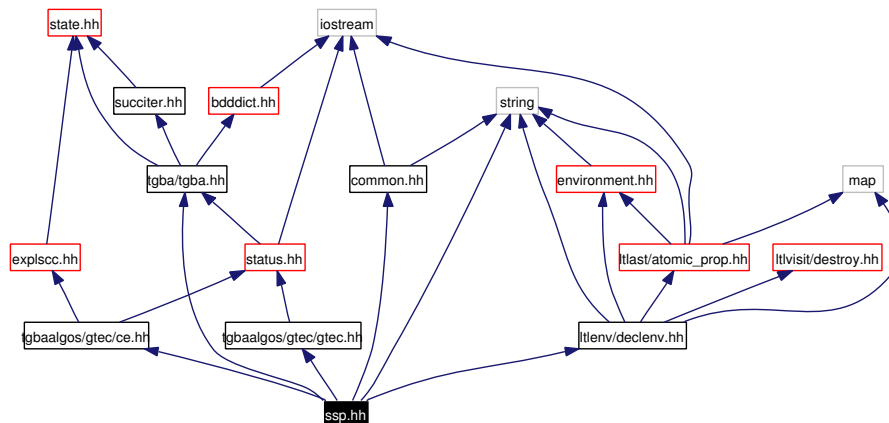 state.hh
iostream
succiter.hh
bdddict.hh
string
tgba/tgba.hh
common.hh
environment.hh
map
explscc.hh
status.hh
ltlast/atomic_prop.hh
ltlvisit/destroy.hh
tgbaalgos/gtec/ce.hh
tgbaalgos/gtec/gtec.hh
ltlenv/declenv.hh
ssp.hh